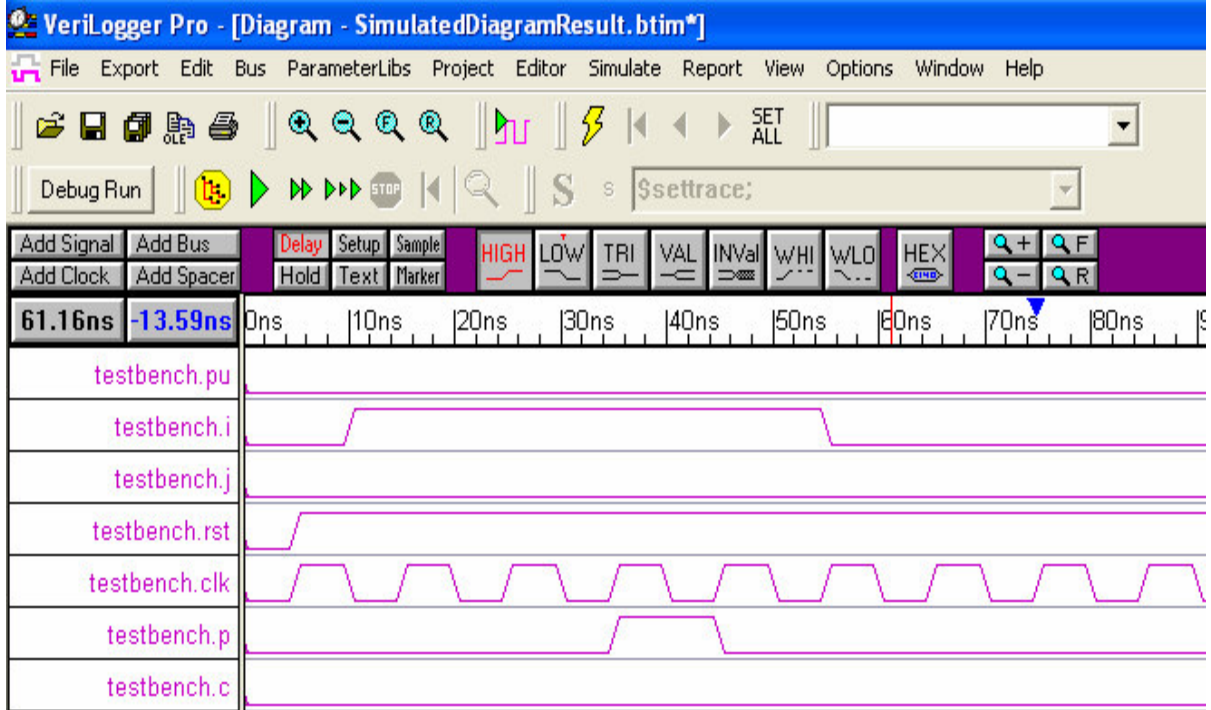 VeriLogger Pro - [Diagram - SimulatedDiagramResult.btim*]
File Export Edit Bus ParameterLibs Project Editor Simulate Report View Options Window Help
OLE F R SET ALL
Debug Run STOP S s $settrace;
Add Signal Add Bus Delay Setup Sample HIGH LOW TRI VAL INVal WHI WLO HEX + F
Add Clock Add Spacer Hold Text Marker - R
61.16ns -13.59ns 0ns 10ns 20ns 30ns 40ns 50ns 60ns 70ns 80ns
testbench.pu
testbench.i
testbench.j
testbench.rst
testbench.clk
testbench.p
testbench.c